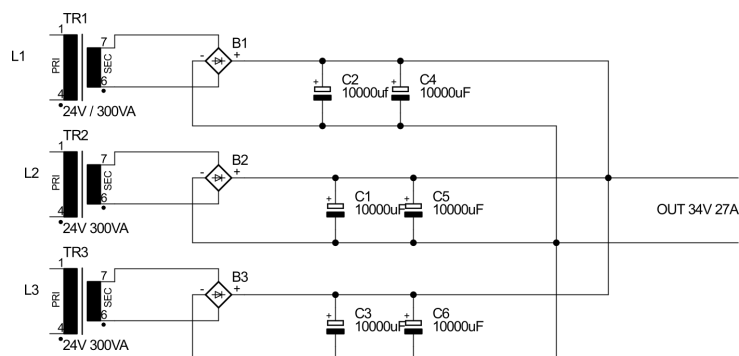 TR1
1
7
B1
L1
PRI
SEC
-
+
+
C2
10000uf
+
C4
10000uF
4
6
24V / 300VA
TR2
1
7
B2
L2
PRI
SEC
-
+
+
C1
10000uF
+
C5
10000uF
OUT 34V 27A
4
6
24V 300VA
TR3
1
7
B3
L3
PRI
SEC
-
+
+
C3
10000uF
+
C6
10000uF
4
6
24V 300VA